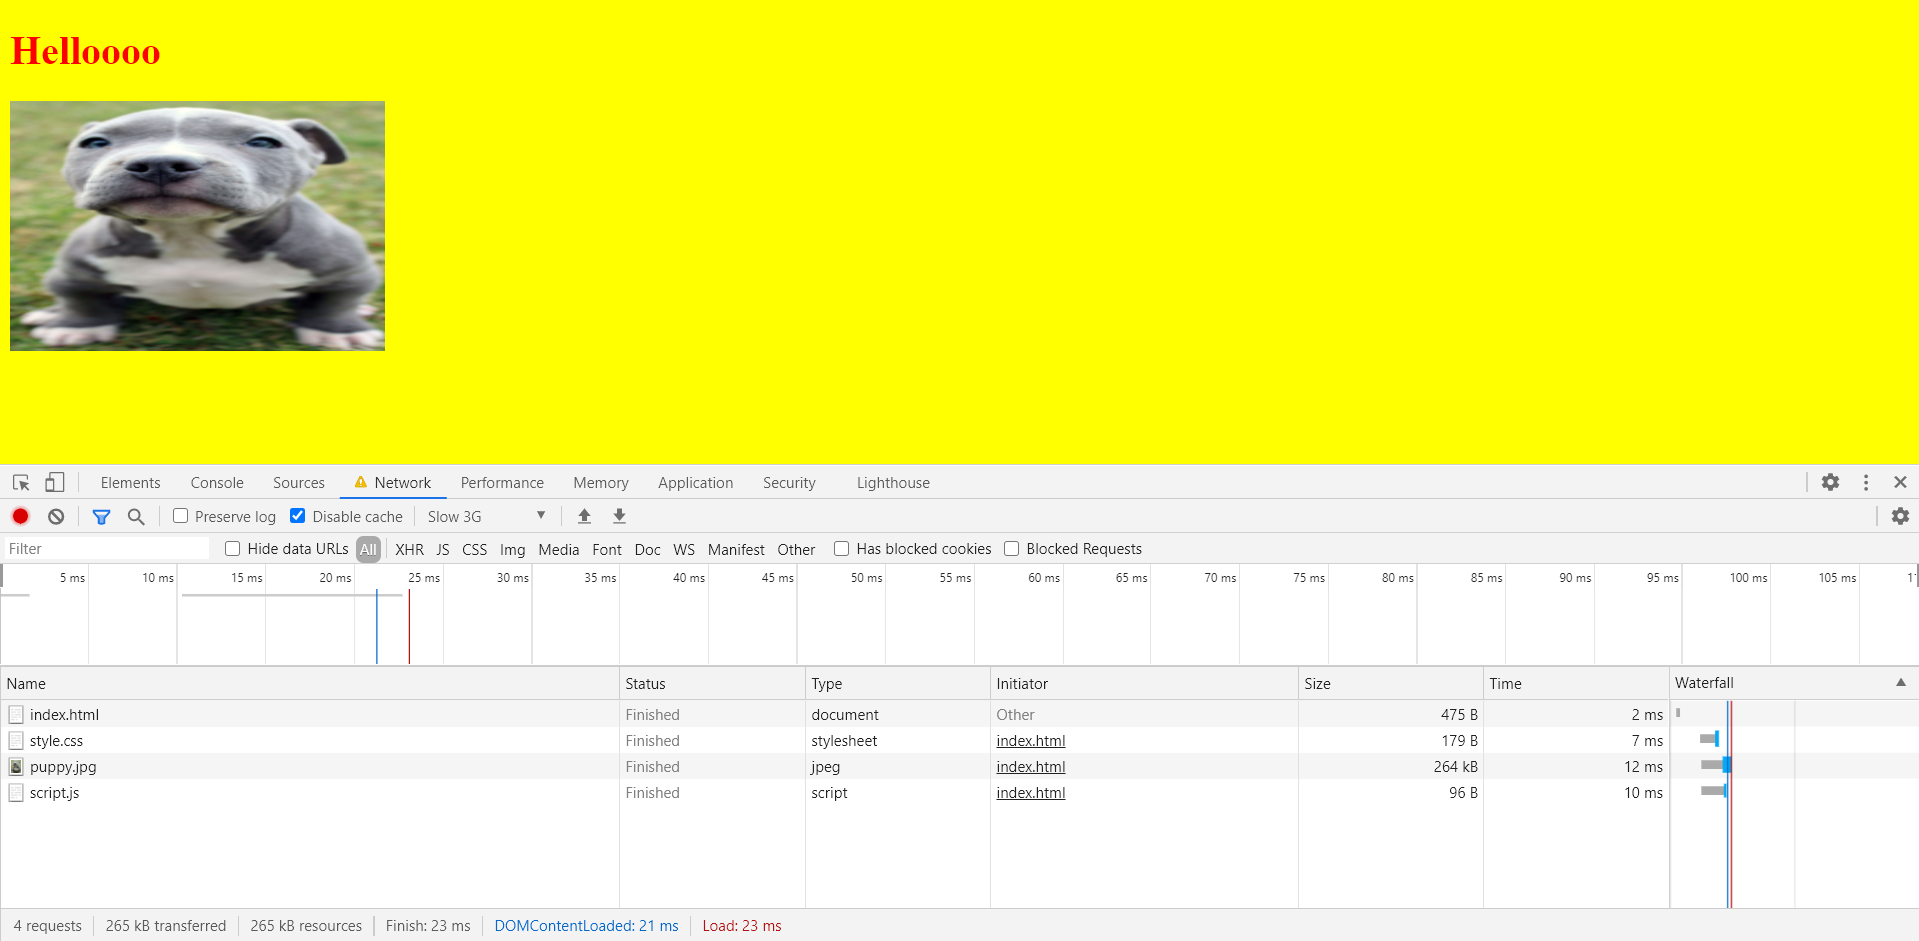 Helloooo
Elements Console Sources Network Performance Memory Application Security Lighthouse
Preserve log Disable cache Slow 3G
Filter Hide data URLs All XHR JS CSS Img Media Font Doc WS Manifest Other Has blocked cookies Blocked Requests
5 ms 10 ms 15 ms 20 ms 25 ms 30 ms 35 ms 40 ms 45 ms 50 ms 55 ms 60 ms 65 ms 70 ms 75 ms 80 ms 85 ms 90 ms 95 ms 100 ms 105 ms
Name Status Type Initiator Size Time Waterfall
index.html Finished document Other 475 B 2 ms
style.css Finished stylesheet index.html 179 B 7 ms
puppy.jpg Finished jpeg index.html 264 kB 12 ms
script.js Finished script index.html 96 B 10 ms
4 requests 265 kB transferred 265 kB resources Finish: 23 ms DOMContentLoaded: 21 ms Load: 23 ms